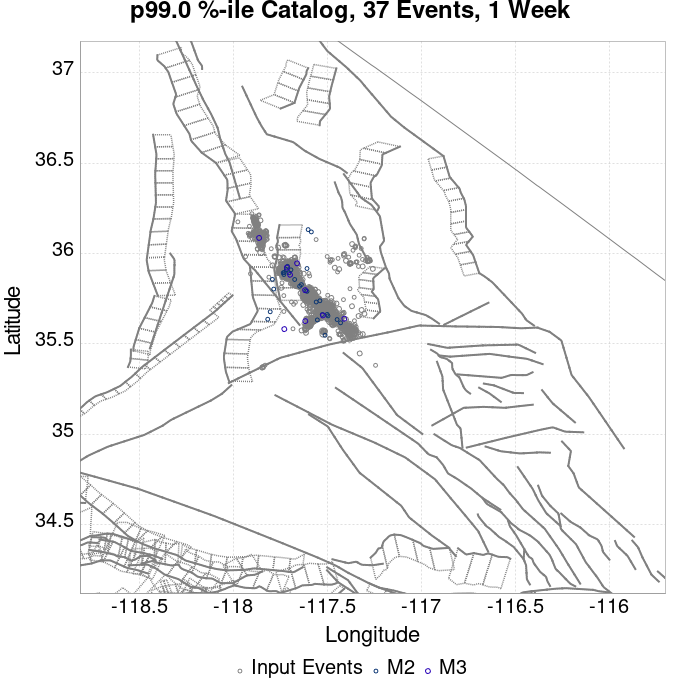 p99.0 %-ile Catalog, 37 Events, 1 Week
37
36.5
36
35.5
35
34.5
Latitude
-118.5 -118 -117.5 -117 -116.5 -116
Longitude
Input Events M2 M3